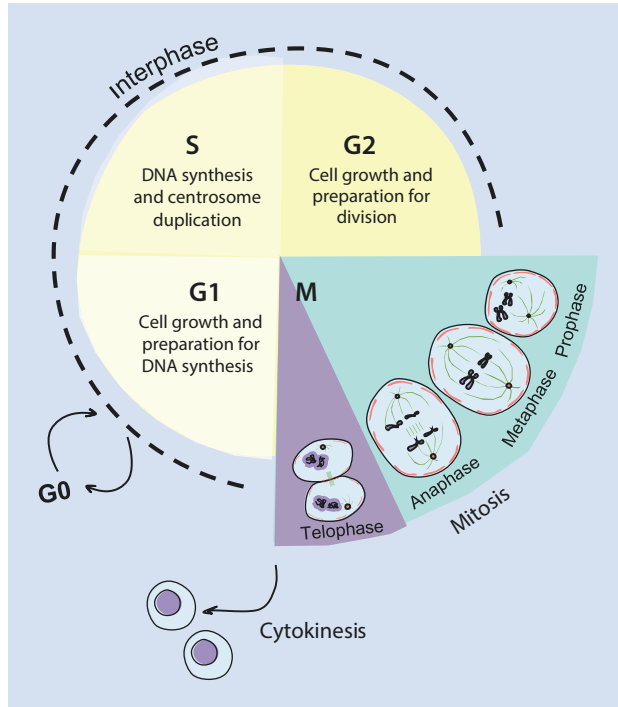 Interphase
S
DNA synthesis
and centrosome
duplication
G2
Cell growth and
preparation for
division
G1
Cell growth and
preparation for
DNA synthesis
M
Prophase
Metaphase
Anaphase
Mitosis
Telophase
G0
Cytokinesis